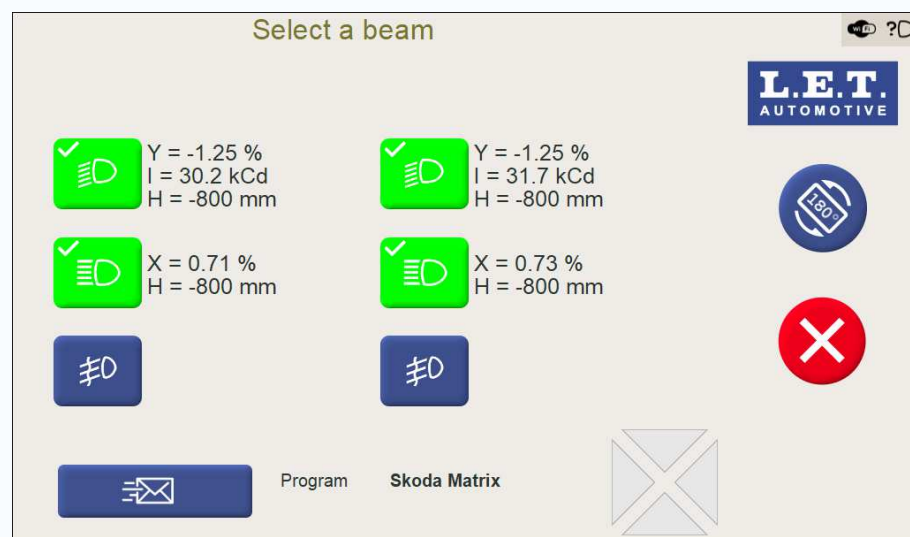 Select a beam
WiFi ?
L.E.T.
AUTOMOTIVE
Y = -1.25 %
I = 30.2 kCd
H = -800 mm
Y = -1.25 %
I = 31.7 kCd
H = -800 mm
180°
X = 0.71 %
H = -800 mm
X = 0.73 %
H = -800 mm
Program Skoda Matrix